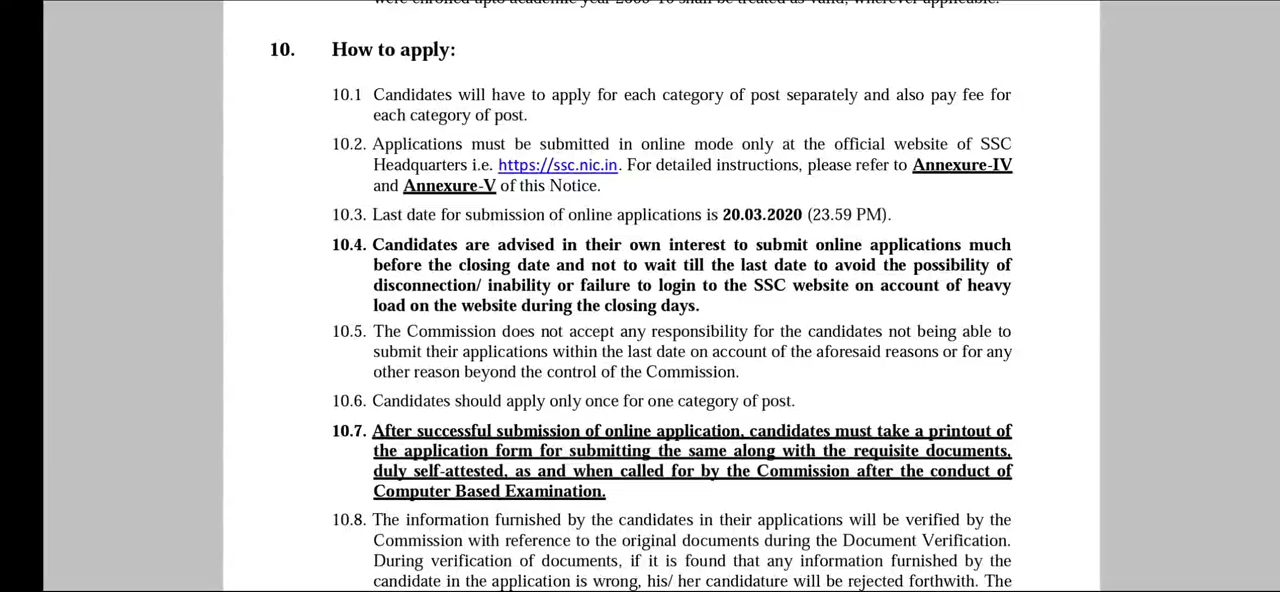 were enrolled upto academic year 2009-10 shall be treated as valid, wherever applicable.
10. How to apply:
10.1 Candidates will have to apply for each category of post separately and also pay fee for
each category of post.
10.2. Applications must be submitted in online mode only at the official website of SSC
Headquarters i.e. https://ssc.nic.in. For detailed instructions, please refer to Annexure-IV
and Annexure-V of this Notice.
10.3. Last date for submission of online applications is 20.03.2020 (23.59 PM).
10.4. Candidates are advised in their own interest to submit online applications much
before the closing date and not to wait till the last date to avoid the possibility of
disconnection/ inability or failure to login to the SSC website on account of heavy
load on the website during the closing days.
10.5. The Commission does not accept any responsibility for the candidates not being able to
submit their applications within the last date on account of the aforesaid reasons or for any
other reason beyond the control of the Commission.
10.6. Candidates should apply only once for one category of post.
10.7. After successful submission of online application, candidates must take a printout of
the application form for submitting the same along with the requisite documents,
duly self-attested, as and when called for by the Commission after the conduct of
Computer Based Examination.
10.8. The information furnished by the candidates in their applications will be verified by the
Commission with reference to the original documents during the Document Verification.
During verification of documents, if it is found that any information furnished by the
candidate in the application is wrong, his/ her candidature will be rejected forthwith. The